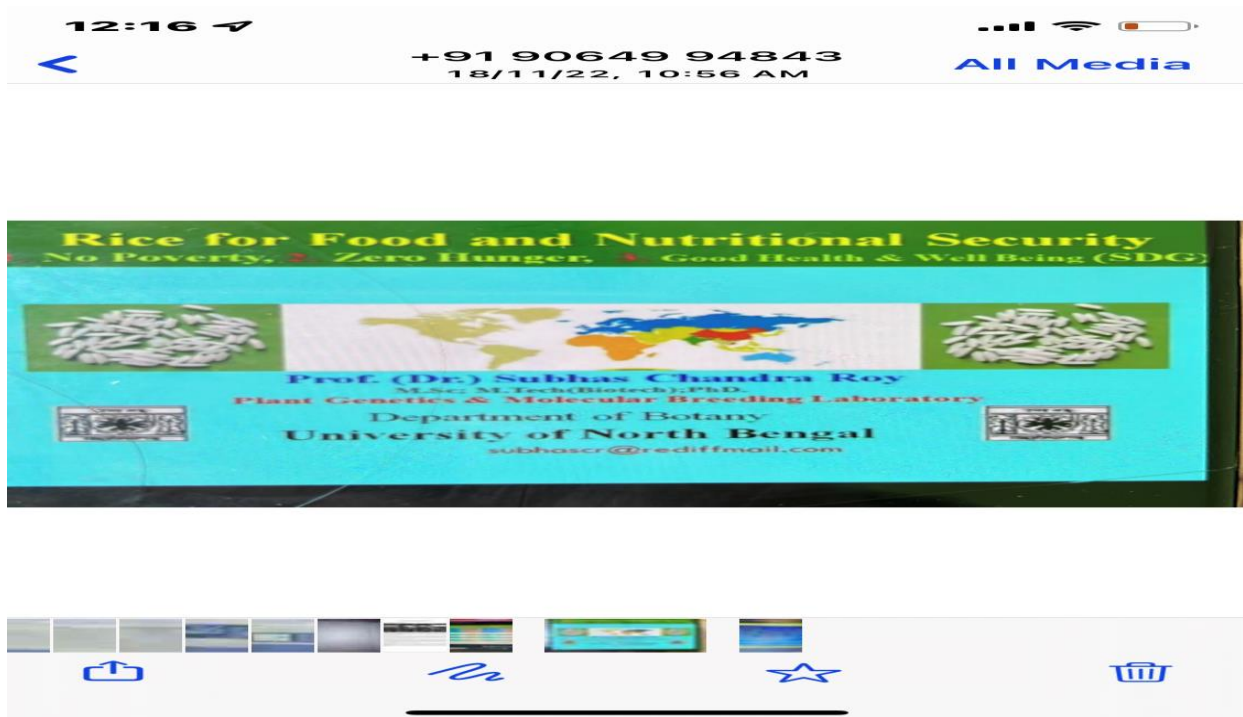 12:16
+91 90649 94843
18/11/22, 10:56 AM
All Media
Rice for Food and Nutritional Security
No Poverty, Zero Hunger, Good Health & Well Being (SDG
Prof. (Dr.) Subhas Chandra Roy
M.Sc; M.Tech(Biotech);PhD.
Plant Genetics & Molecular Breeding Laboratory
Department of Botany
University of North Bengal
subhascr@rediffmail.com